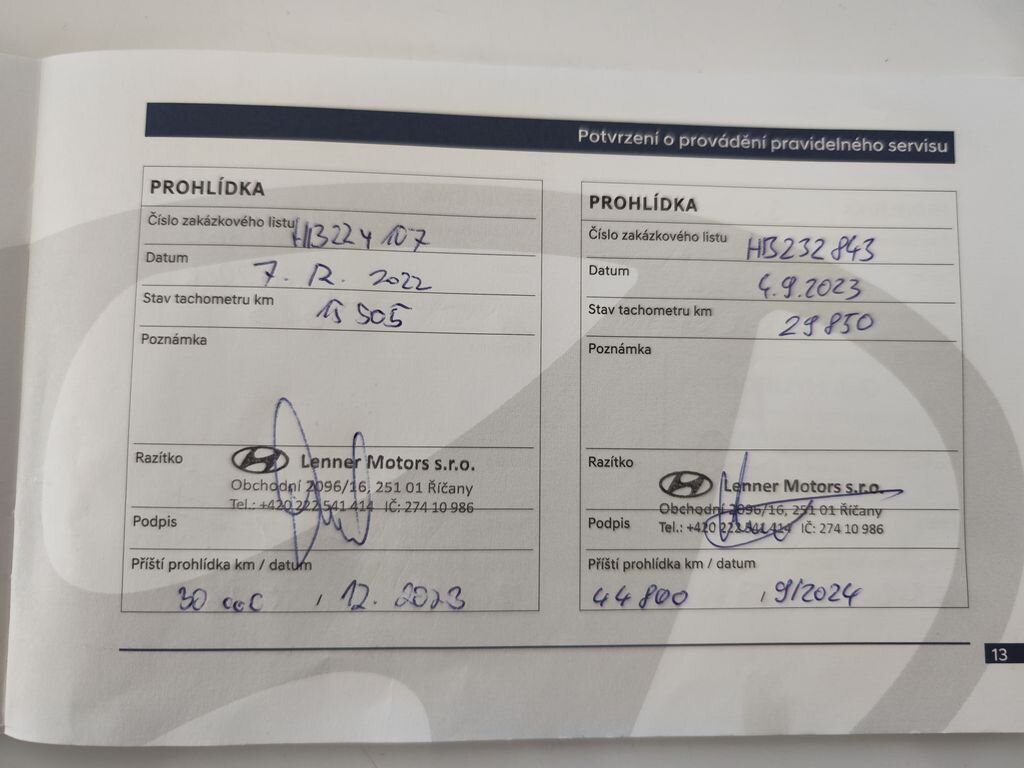 Potvrzení o provádění pravidelného servisu
PROHLÍDKA
Číslo zakázkového listu HB224107
Datum 7. 12. 2022
Stav tachometru km 15 505
Poznámka
Razítko
Lenner Motors s.r.o.
Obchodní 2096/16, 251 01 Říčany
Tel.: +420 222 541 414 IČ: 274 10 986
Podpis
Příští prohlídka km / datum
30 000 , 12. 2023
PROHLÍDKA
Číslo zakázkového listu HB232843
Datum 4.9.2023
Stav tachometru km 29850
Poznámka
Razítko
Lenner Motors s.r.o.
Obchodní 2096/16, 251 01 Říčany
Tel.: +420 222 541 414 IČ: 274 10 986
Podpis
Příští prohlídka km / datum
44800 , 9/2024
13